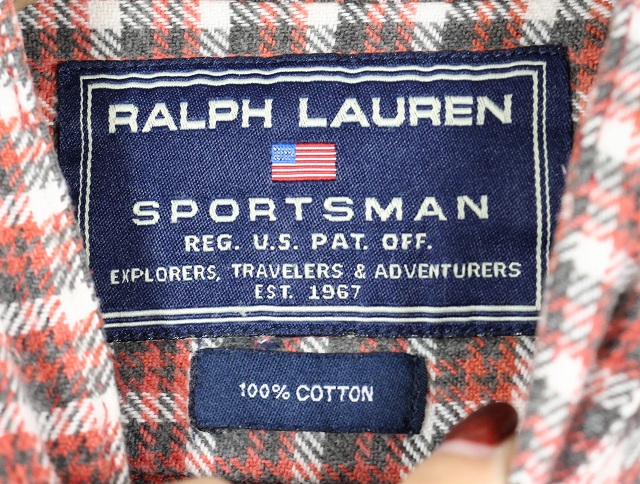 RALPH LAUREN
SPORTSMAN
REG. U.S. PAT. OFF.
EXPLORERS, TRAVELERS & ADVENTURERS
EST. 1967
100% COTTON